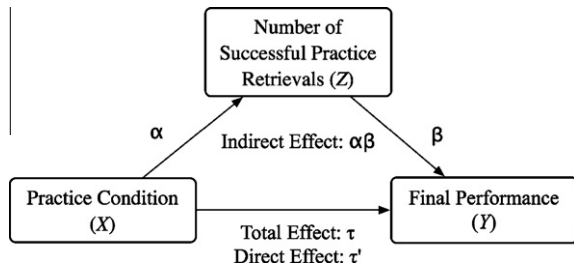 Number of
Successful Practice
Retrievals (Z)
α
Indirect Effect: αβ
β
Practice Condition
(X)
Final Performance
(Y)
Total Effect: τ
Direct Effect: τ'